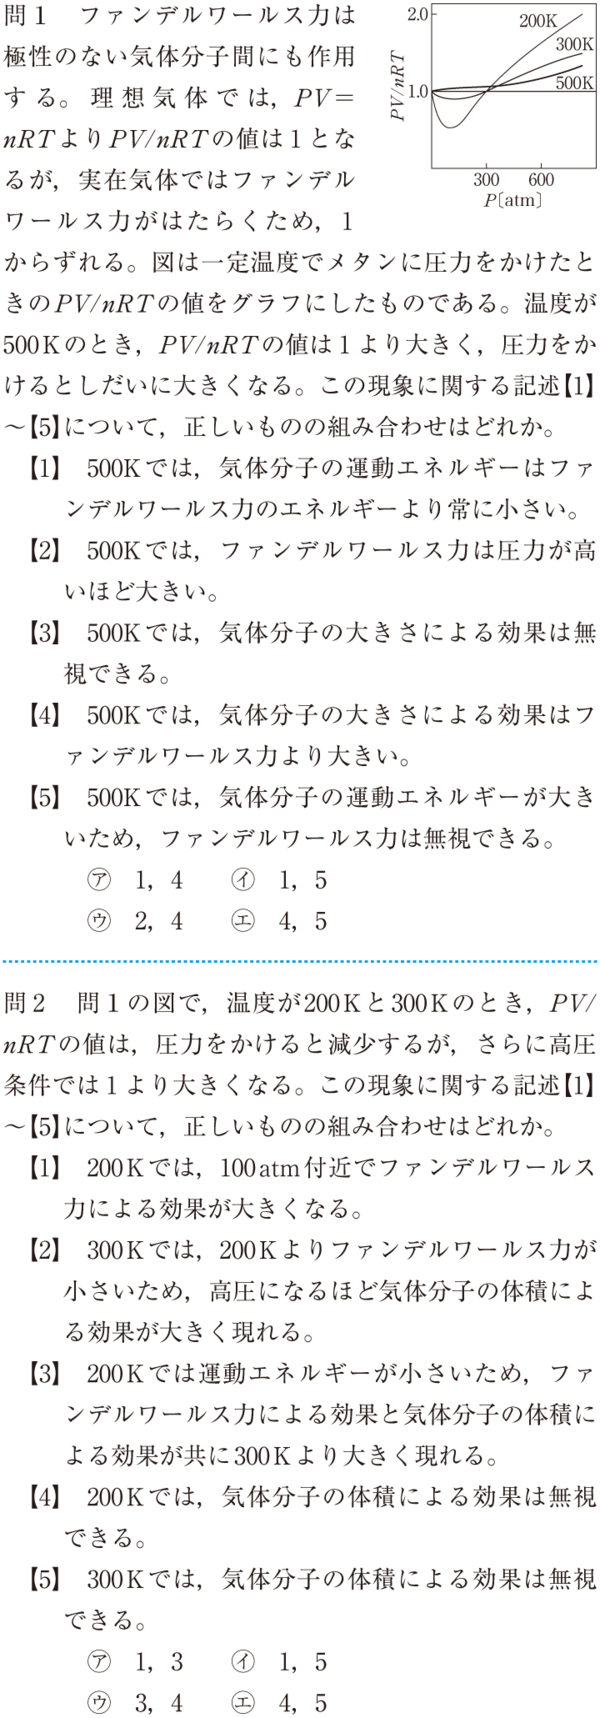 問1　ファンデルワールス力は
極性のない気体分子間にも作用
する。理想気体では，PV＝
nRTよりPV/nRTの値は1とな
るが，実在気体ではファンデル
ワールス力がはたらくため，1
2.0
1.0
PV/nRT
200K
300K
500K
300　600
P〔atm〕
からずれる。図は一定温度でメタンに圧力をかけたと
きのPV/nRTの値をグラフにしたものである。温度が
500Kのとき，PV/nRTの値は1より大きく，圧力をか
けるとしだいに大きくなる。この現象に関する記述【1】
～【5】について，正しいものの組み合わせはどれか。
【1】　500Kでは，気体分子の運動エネルギーはファ
ンデルワールス力のエネルギーより常に小さい。
【2】　500Kでは，ファンデルワールス力は圧力が高
いほど大きい。
【3】　500Kでは，気体分子の大きさによる効果は無
視できる。
【4】　500Kでは，気体分子の大きさによる効果はフ
ァンデルワールス力より大きい。
【5】　500Kでは，気体分子の運動エネルギーが大き
いため，ファンデルワールス力は無視できる。
㋐　1，4　　㋑　1，5
㋒　2，4　　㋓　4，5
問2　問1の図で，温度が200Kと300Kのとき，PV/
nRTの値は，圧力をかけると減少するが，さらに高圧
条件では1より大きくなる。この現象に関する記述【1】
～【5】について，正しいものの組み合わせはどれか。
【1】　200Kでは，100atm付近でファンデルワールス
力による効果が大きくなる。
【2】　300Kでは，200Kよりファンデルワールス力が
小さいため，高圧になるほど気体分子の体積によ
る効果が大きく現れる。
【3】　200Kでは運動エネルギーが小さいため，ファ
ンデルワールス力による効果と気体分子の体積に
よる効果が共に300Kより大きく現れる。
【4】　200Kでは，気体分子の体積による効果は無視
できる。
【5】　300Kでは，気体分子の体積による効果は無視
できる。
㋐　1，3　　㋑　1，5
㋒　3，4　　㋓　4，5